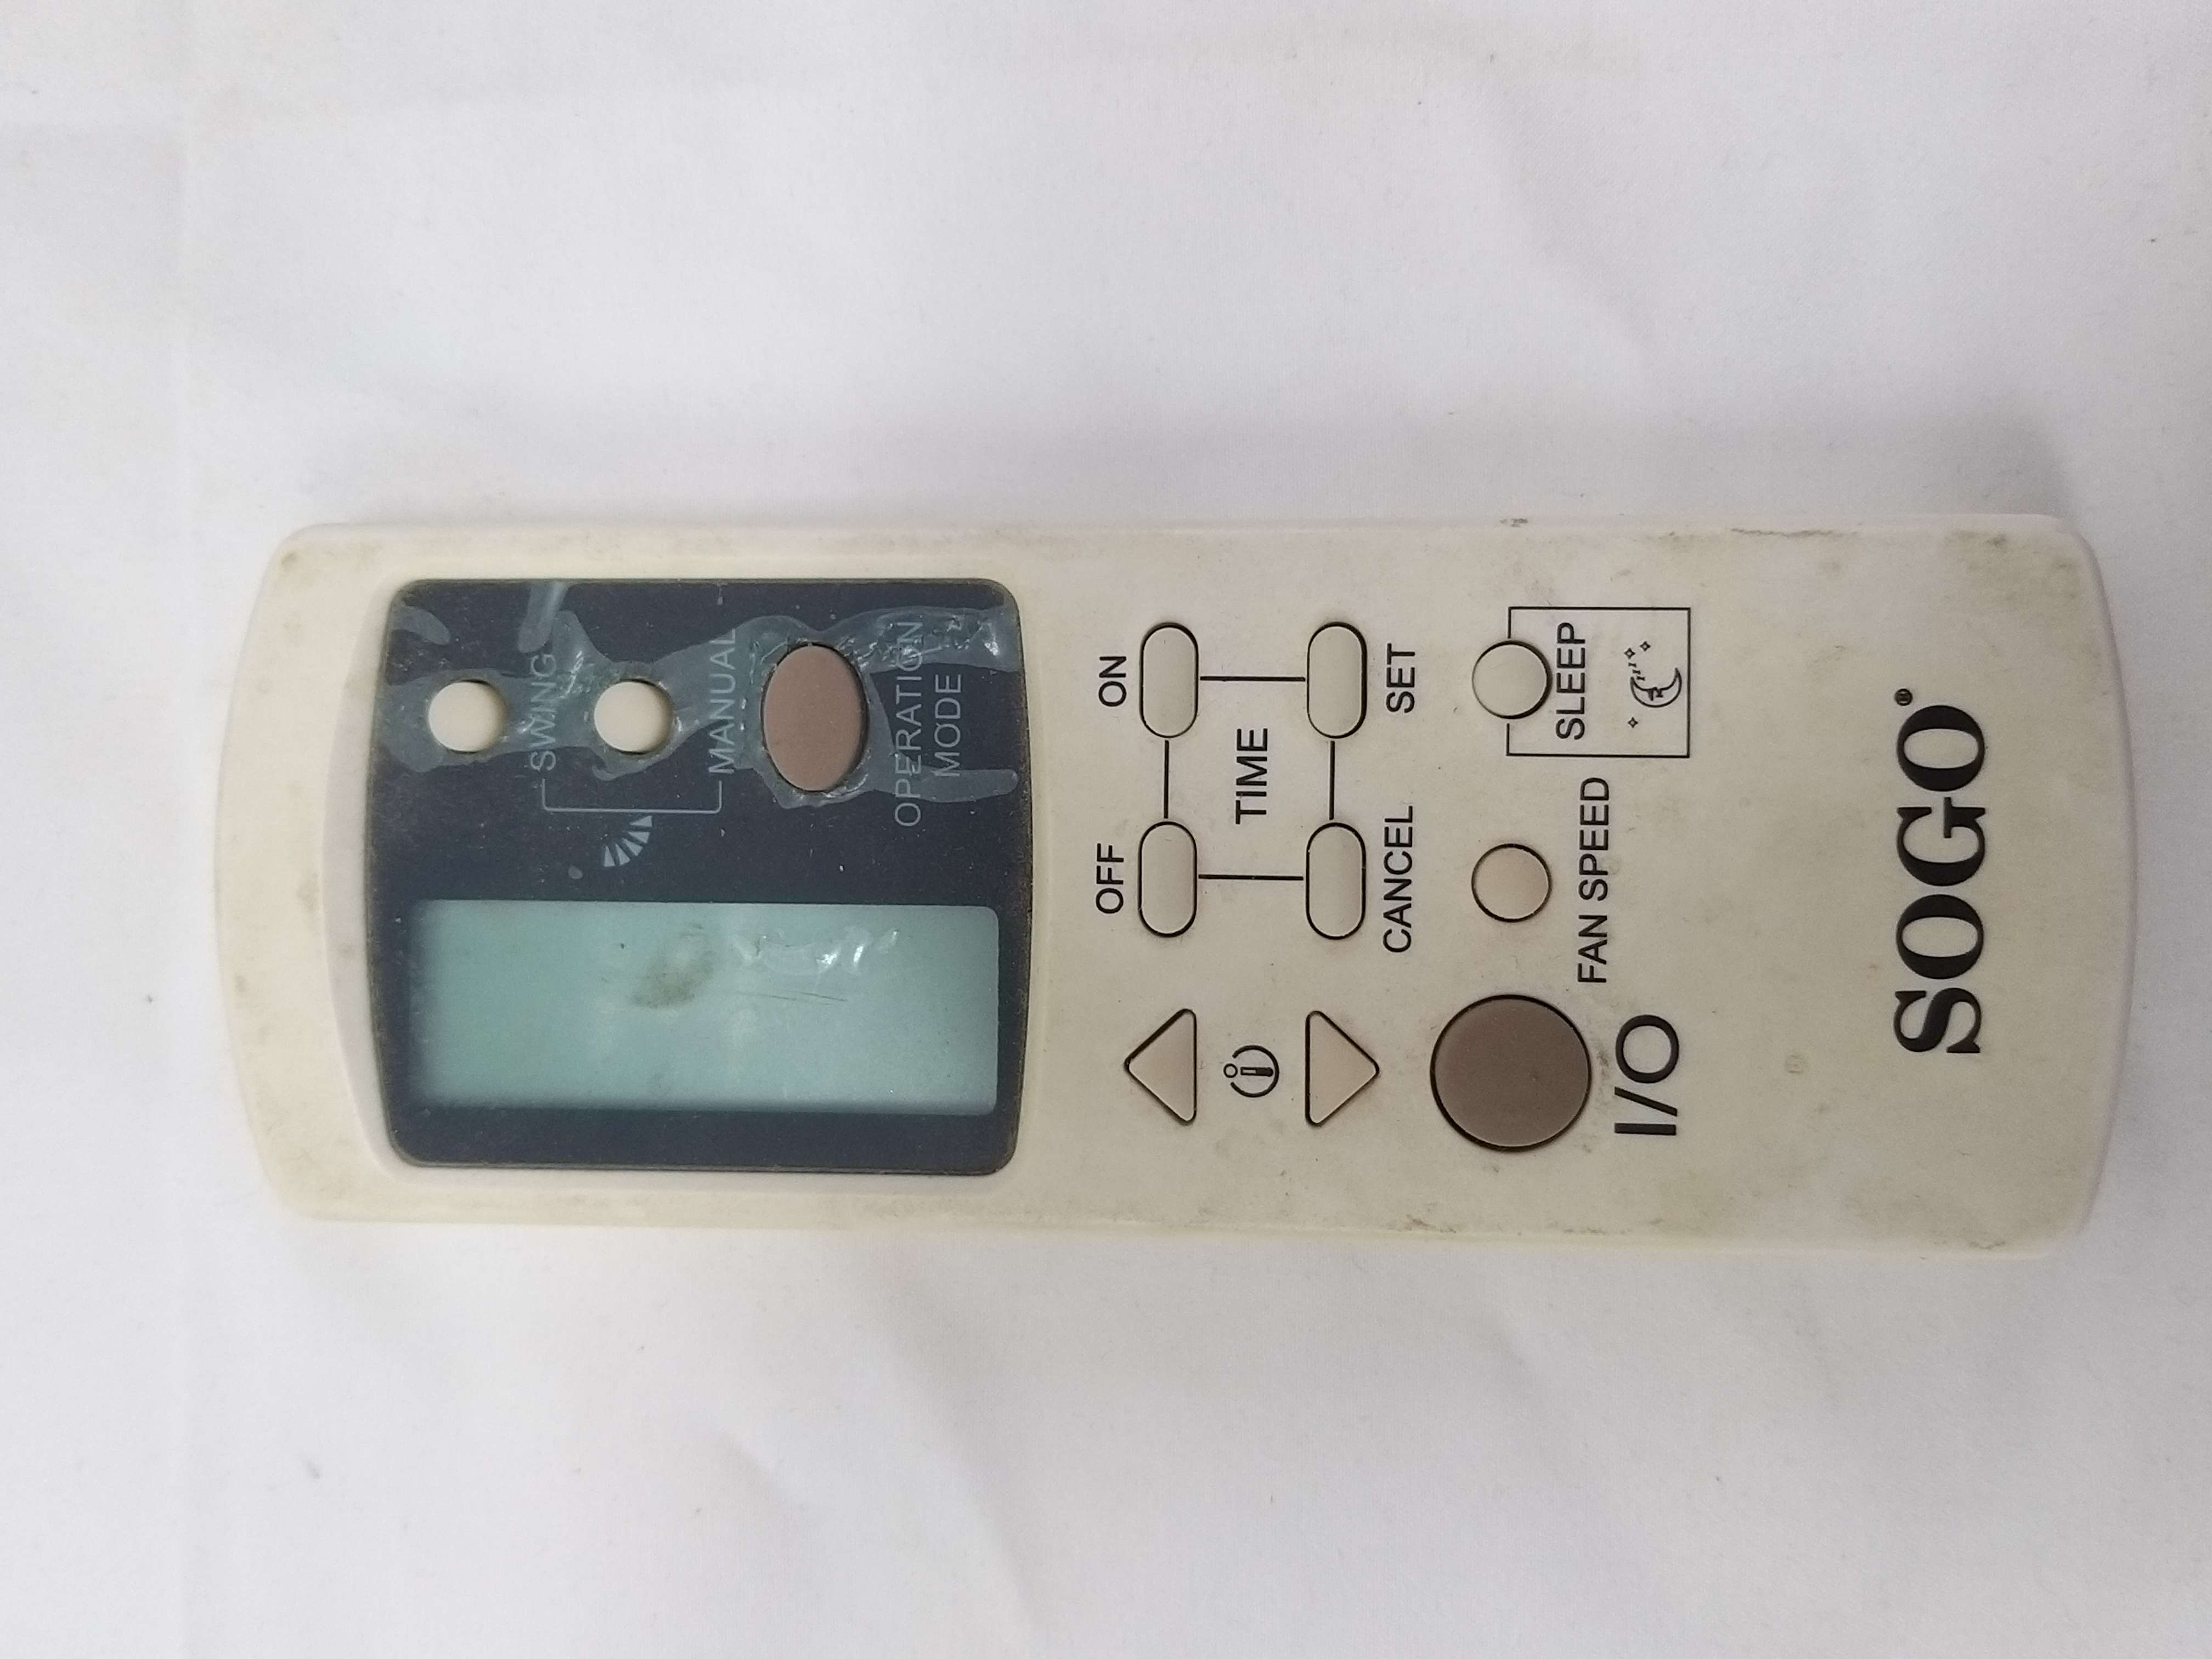 SWING
MANUAL
OPERATION
MODE
OFF ON
TIME
CANCEL SET
I/O
FAN SPEED
SLEEP
SOGO®